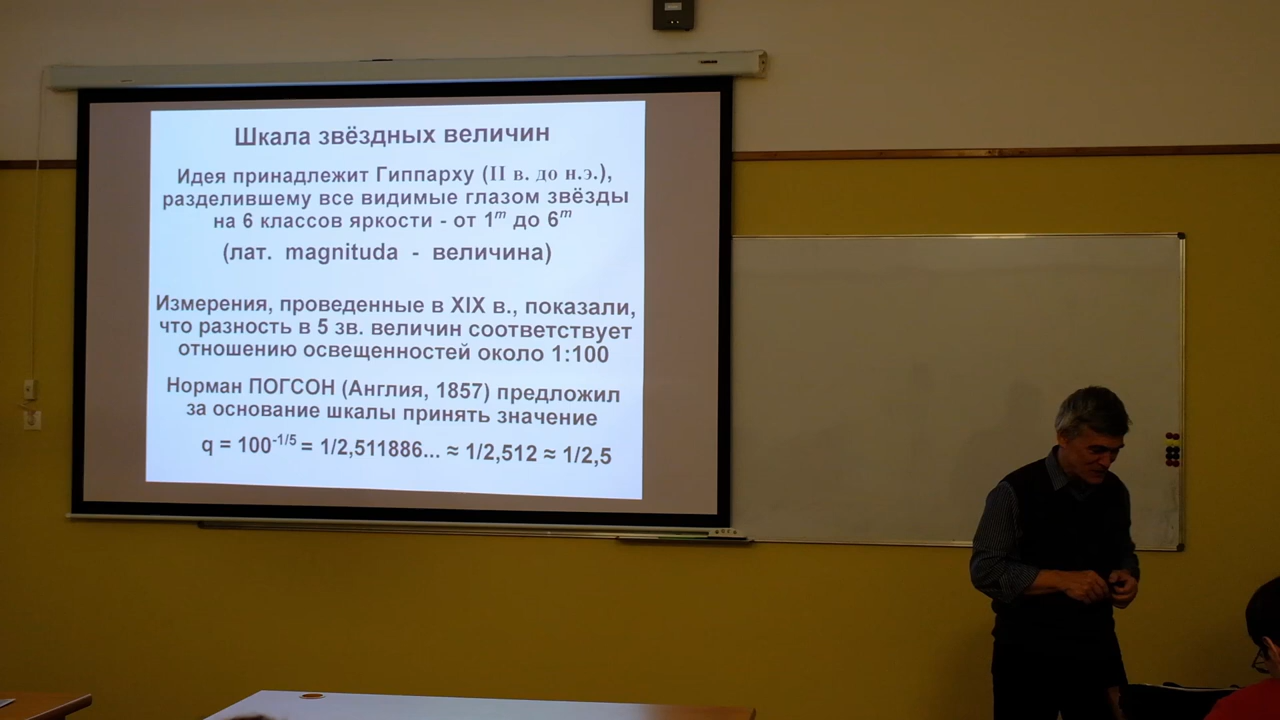 Шкала звёздных величин
Идея принадлежит Гиппарху (II в. до н.э.),
разделившему все видимые глазом звёзды
на 6 классов яркости - от 1ᵐ до 6ᵐ
(лат. magnituda - величина)
Измерения, проведенные в XIX в., показали,
что разность в 5 зв. величин соответствует
отношению освещенностей около 1:100
Норман ПОГСОН (Англия, 1857) предложил
за основание шкалы принять значение
q = 100⁻¹/⁵ = 1/2,511886... ≈ 1/2,512 ≈ 1/2,5